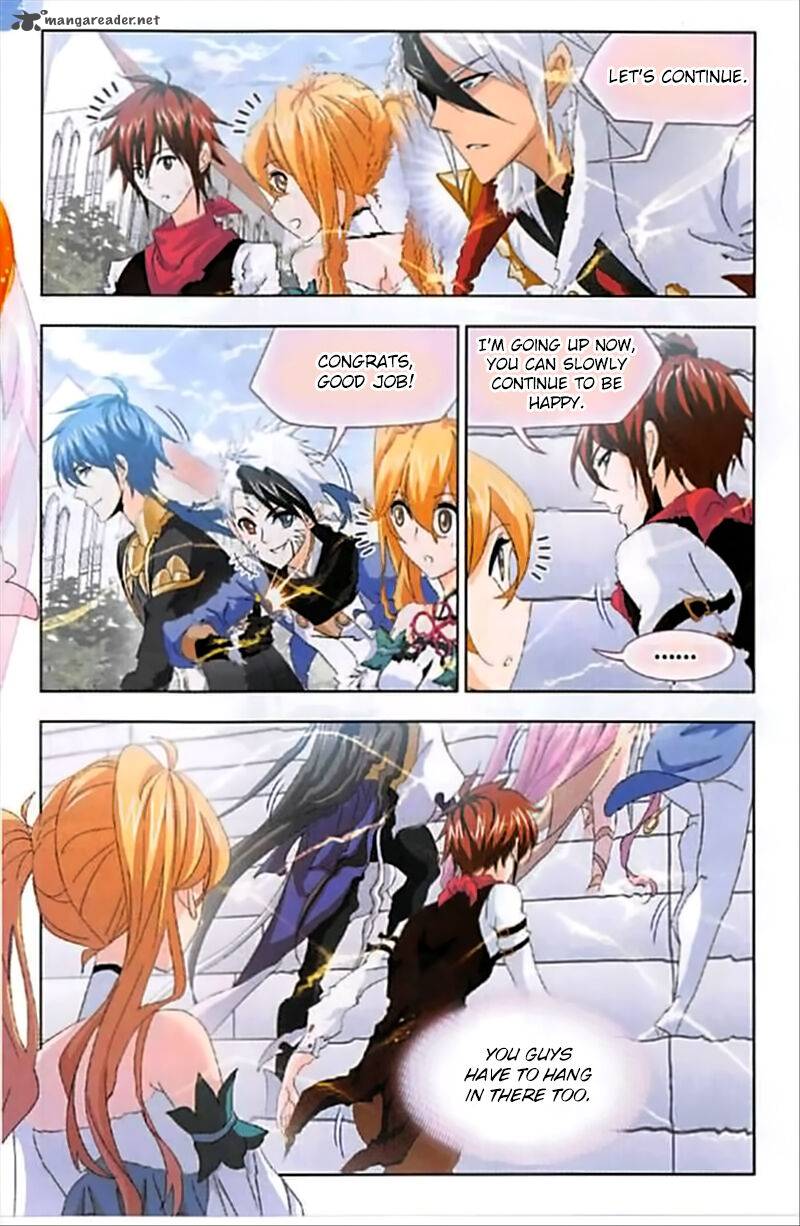 mangareader.net
LET'S CONTINUE.
CONGRATS,
GOOD JOB!
I'M GOING UP NOW,
YOU CAN SLOWLY
CONTINUE TO BE
HAPPY.
......
YOU GUYS
HAVE TO HANG
IN THERE TOO.